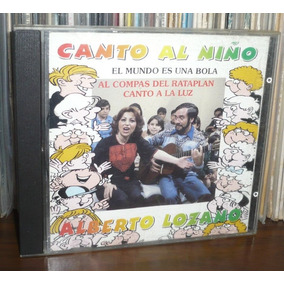 CANTO AL NIÑO
EL MUNDO ES UNA BOLA
AL COMPAS DEL RATAPLAN
CANTO A LA LUZ
ALBERTO LOZANO